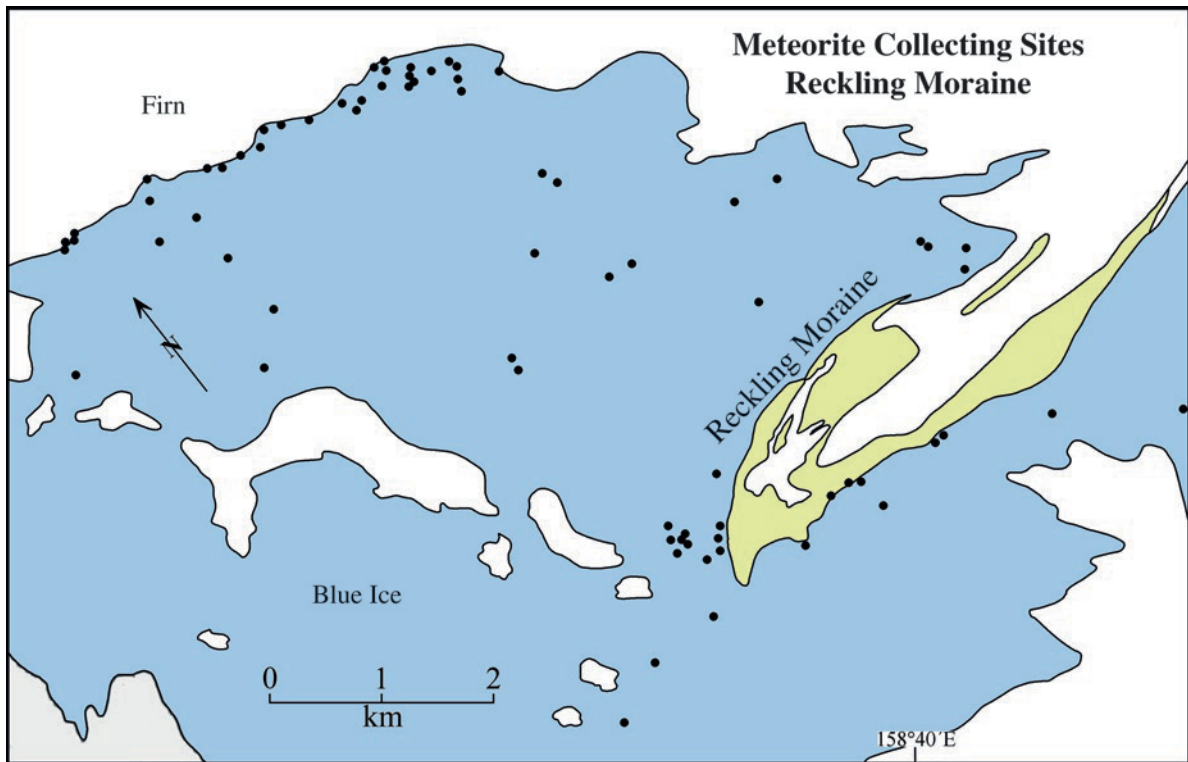 Meteorite Collecting Sites
Reckling Moraine
Firn
N
Reckling Moraine
Blue Ice
0 1 2
km
158°40´E